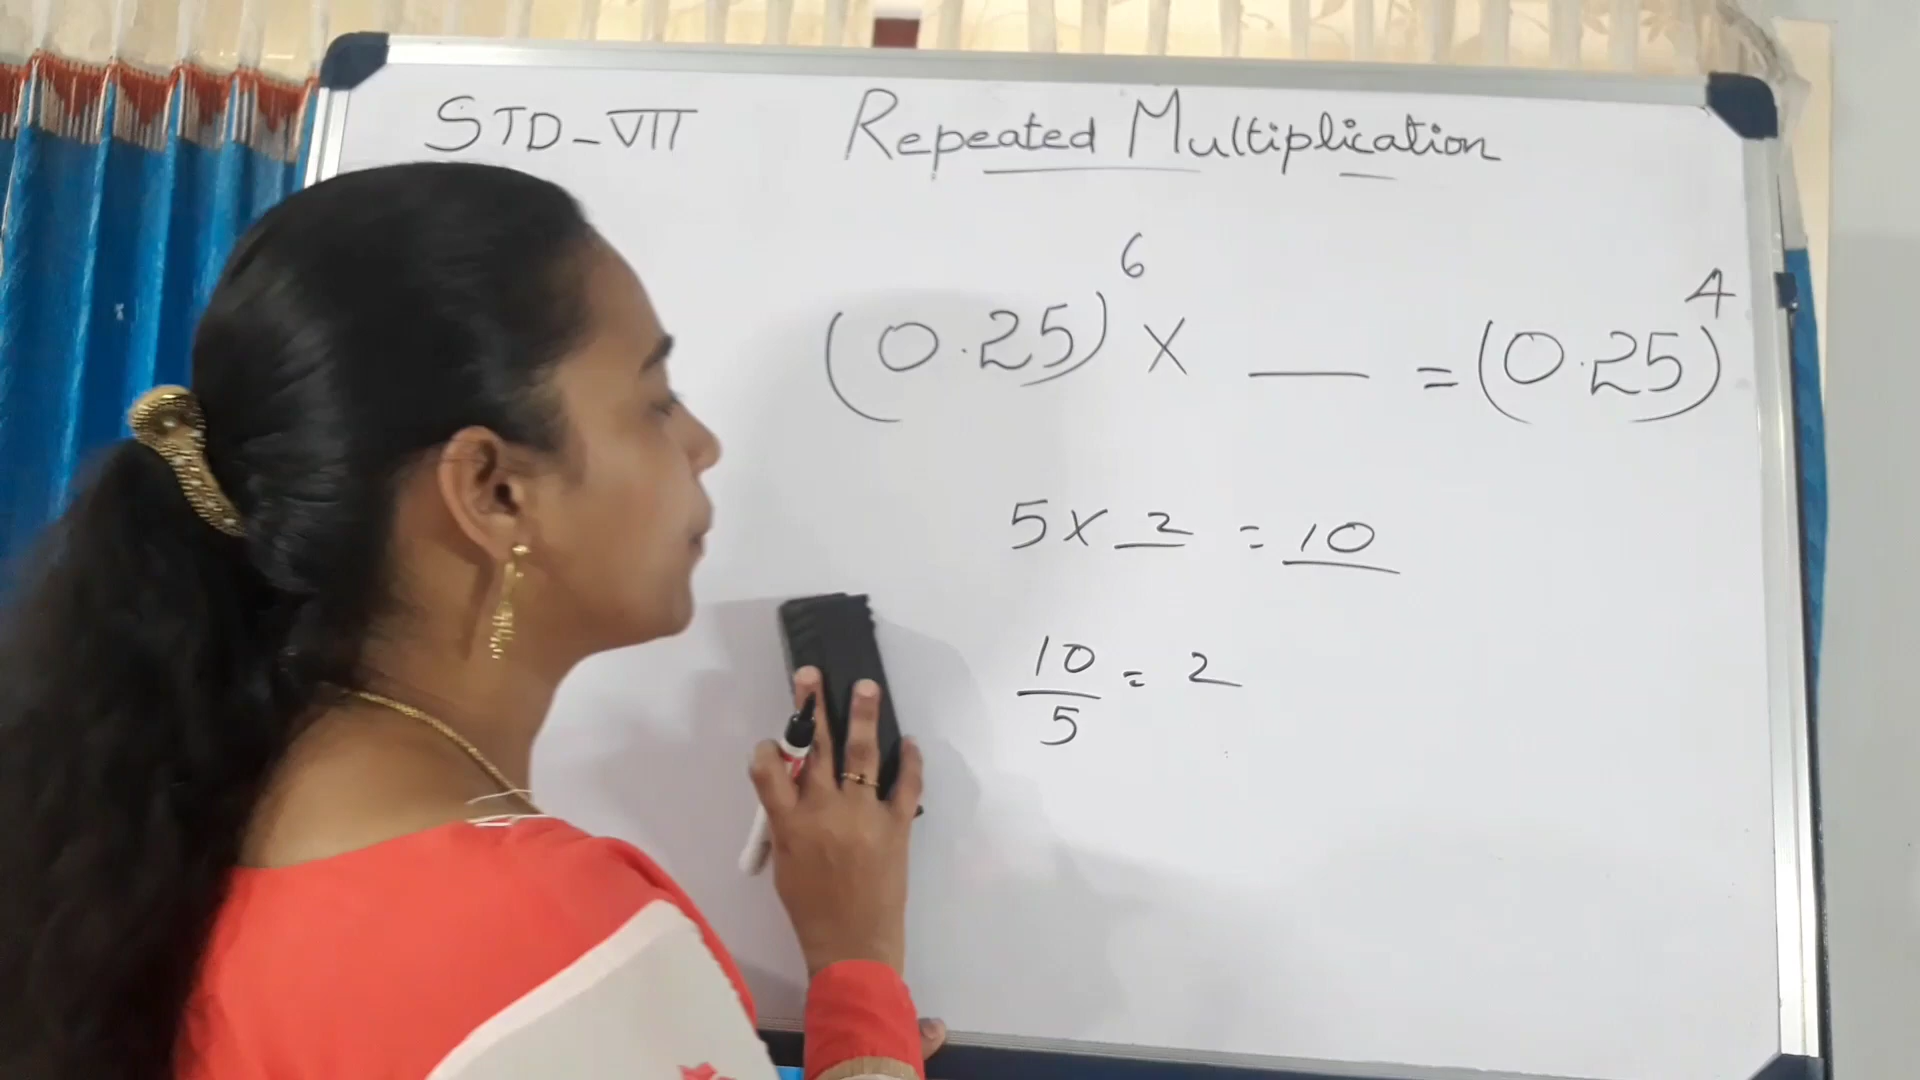 STD-VII Repeated Multiplication
(0.25)⁶ × ___ = (0.25)⁴
5 × 2 = 10
10/5 = 2